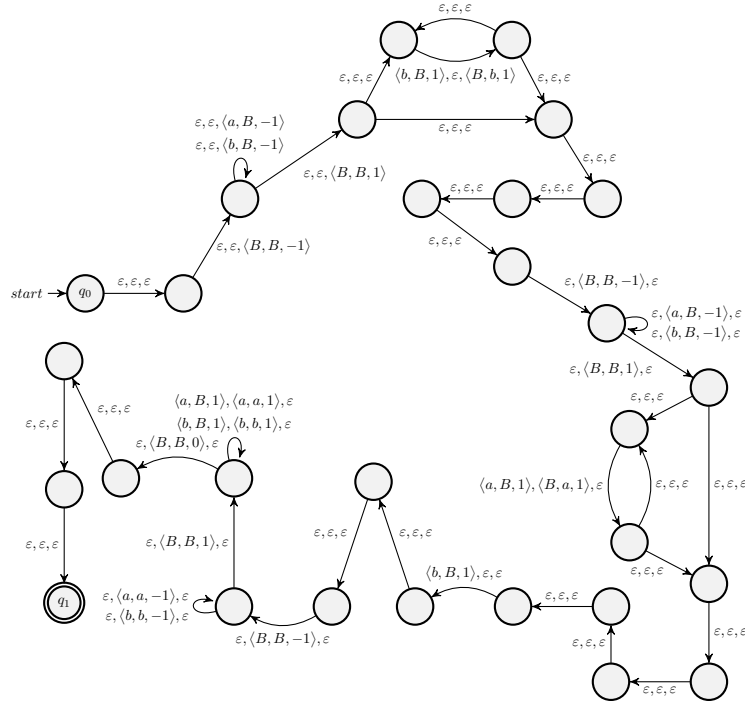 ε,ε,ε
⟨b,B,1⟩,ε,⟨B,b,1⟩
ε,ε,ε
ε,ε,ε
ε,ε,⟨a,B,−1⟩
ε,ε,⟨b,B,−1⟩
ε,ε,ε
ε,ε,ε
ε,ε,⟨B,B,1⟩
ε,ε,ε
ε,ε,ε
ε,ε,ε
ε,ε,⟨B,B,−1⟩
ε,⟨B,B,−1⟩,ε
start
q0
ε,ε,ε
ε,⟨a,B,−1⟩,ε
ε,⟨b,B,−1⟩,ε
ε,⟨B,B,1⟩,ε
ε,ε,ε
⟨a,B,1⟩,⟨a,a,1⟩,ε
⟨b,B,1⟩,⟨b,b,1⟩,ε
ε,ε,ε
ε,ε,ε
ε,⟨B,B,0⟩,ε
⟨a,B,1⟩,⟨B,a,1⟩,ε
ε,ε,ε
ε,ε,ε
ε,ε,ε
ε,⟨B,B,1⟩,ε
ε,ε,ε
ε,ε,ε
ε,ε,ε
⟨b,B,1⟩,ε,ε
q1
ε,⟨a,a,−1⟩,ε
ε,⟨b,b,−1⟩,ε
ε,ε,ε
ε,⟨B,B,−1⟩,ε
ε,ε,ε
ε,ε,ε
ε,ε,ε